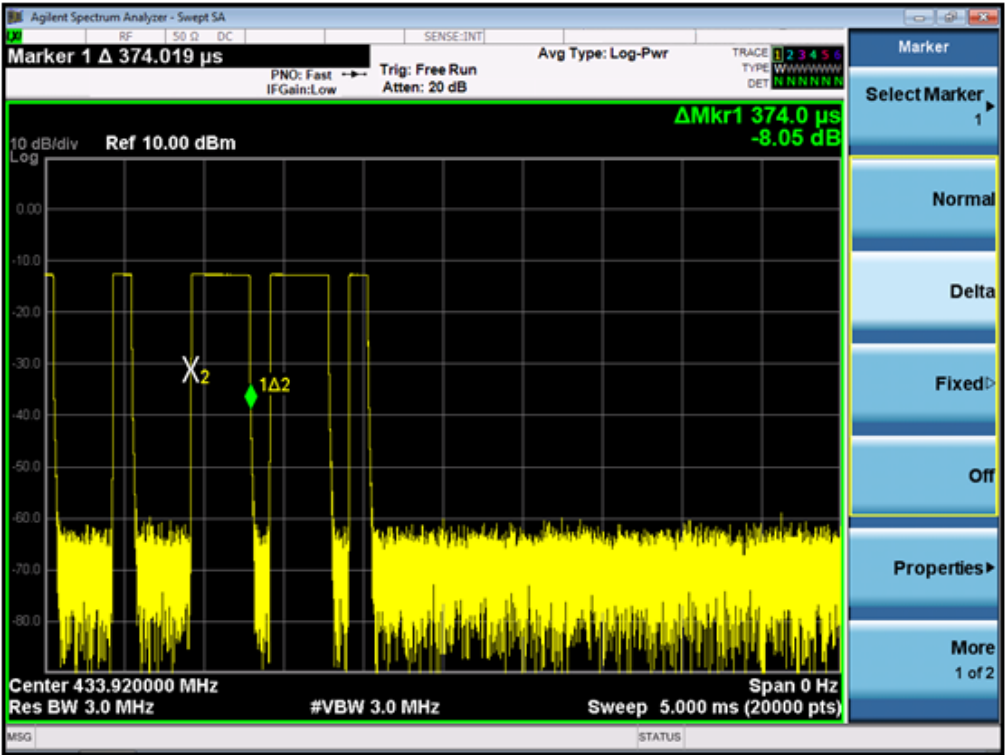 Agilent Spectrum Analyzer - Swept SA
LXI RF 50 Ω DC SENSE:INT
Marker 1 Δ 374.019 µs
PNO: Fast
IFGain:Low
Trig: Free Run
Atten: 20 dB
Avg Type: Log-Pwr
TRACE 1 2 3 4 5 6
TYPE WWWWWW
DET N N N N N N
ΔMkr1 374.0 µs
-8.05 dB
10 dB/div Ref 10.00 dBm
Log
0.00
-10.0
-20.0
-30.0
-40.0
-50.0
-60.0
-70.0
-80.0
X2
1Δ2
Center 433.920000 MHz
Span 0 Hz
Res BW 3.0 MHz
#VBW 3.0 MHz
Sweep 5.000 ms (20000 pts)
MSG
STATUS
Marker
Select Marker
1
Normal
Delta
Fixed
Off
Properties
More
1 of 2